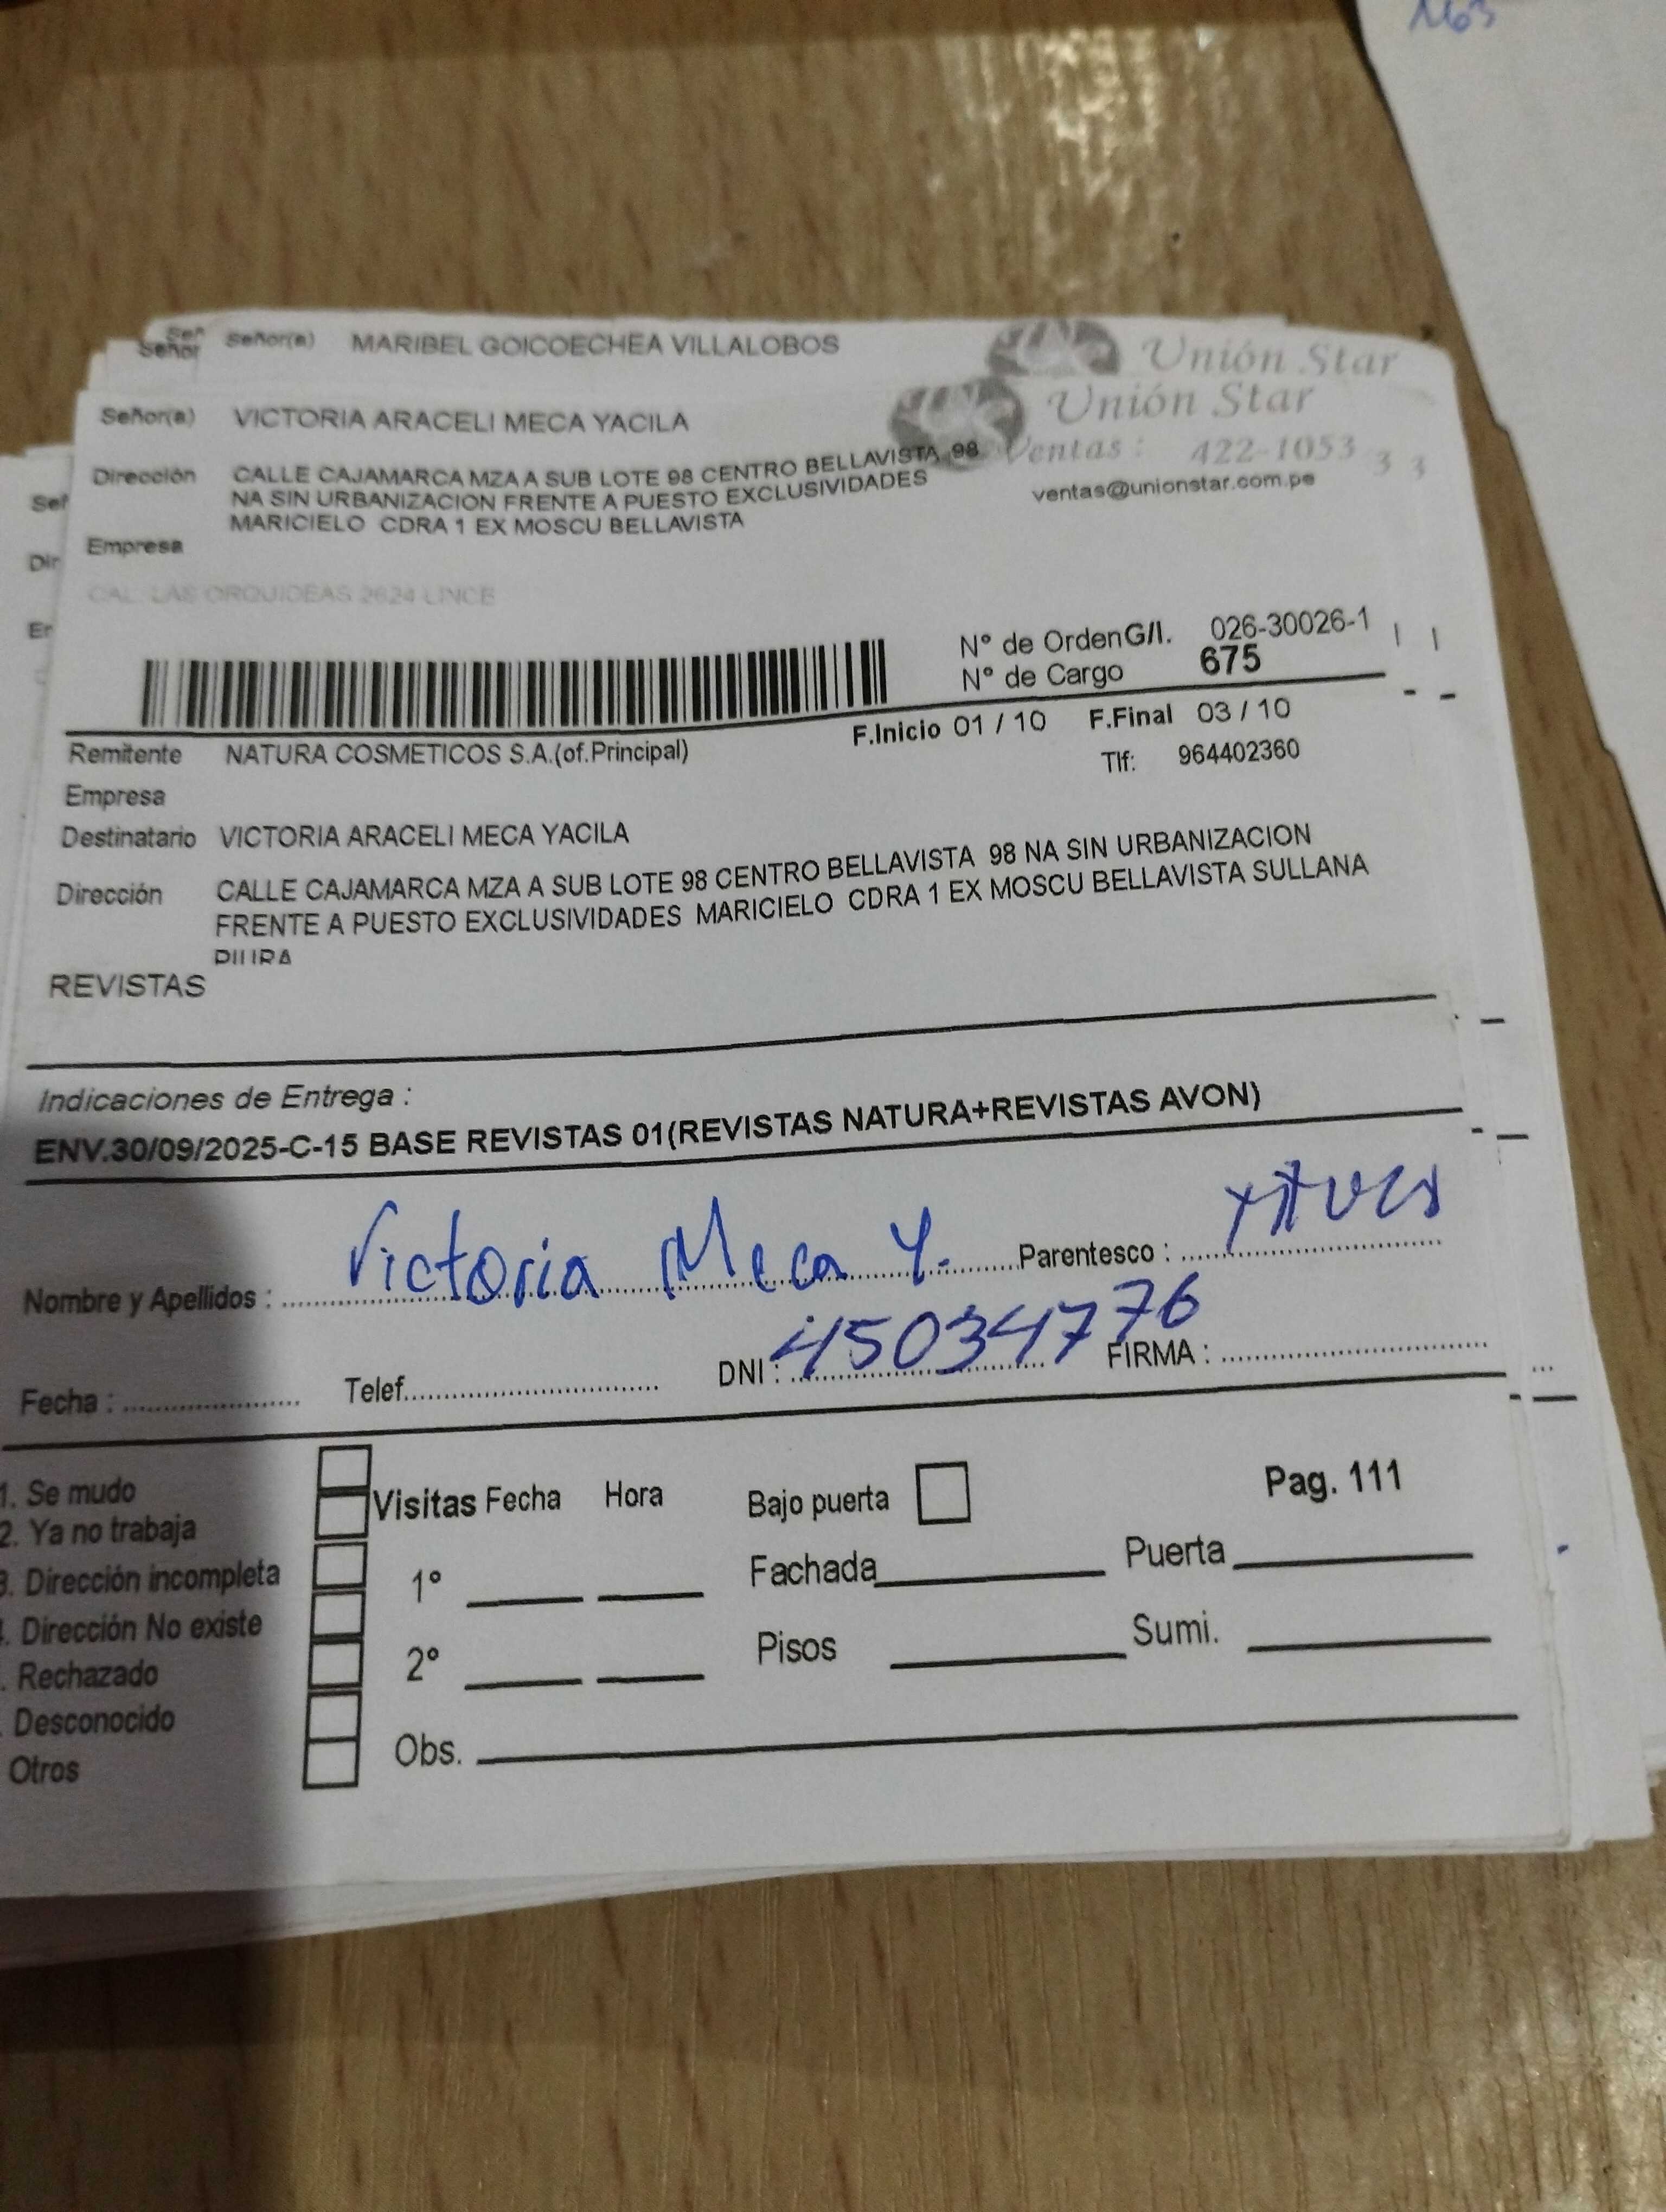 163
Señor(a) MARIBEL GOICOECHEA VILLALOBOS
Unión Star
Señor(a) VICTORIA ARACELI MECA YACILA
Unión Star
Ventas: 422-1053
ventas@unionstar.com.pe
Dirección CALLE CAJAMARCA MZA A SUB LOTE 98 CENTRO BELLAVISTA 98
NA SIN URBANIZACION FRENTE A PUESTO EXCLUSIVIDADES
MARICIELO CDRA 1 EX MOSCU BELLAVISTA
Empresa
CAL. LAS ORQUIDEAS 2624 LINCE
N° de Orden G/I. 026-30026-1
N° de Cargo 675
F.Inicio 01 / 10 F.Final 03 / 10
Remitente NATURA COSMETICOS S.A.(of.Principal)
Tlf: 964402360
Empresa
Destinatario VICTORIA ARACELI MECA YACILA
Dirección CALLE CAJAMARCA MZA A SUB LOTE 98 CENTRO BELLAVISTA 98 NA SIN URBANIZACION
FRENTE A PUESTO EXCLUSIVIDADES MARICIELO CDRA 1 EX MOSCU BELLAVISTA SULLANA
PIURA
REVISTAS
Indicaciones de Entrega :
ENV.30/09/2025-C-15 BASE REVISTAS 01(REVISTAS NATURA+REVISTAS AVON)
Nombre y Apellidos : Victoria Meca Y. Parentesco :
Fecha : Telef. DNI : 45034776 FIRMA :
1. Se mudo
2. Ya no trabaja
3. Dirección incompleta
. Dirección No existe
. Rechazado
. Desconocido
Otros
Visitas Fecha Hora
1°
2°
Obs.
Bajo puerta
Pag. 111
Fachada Puerta
Pisos Sumi.